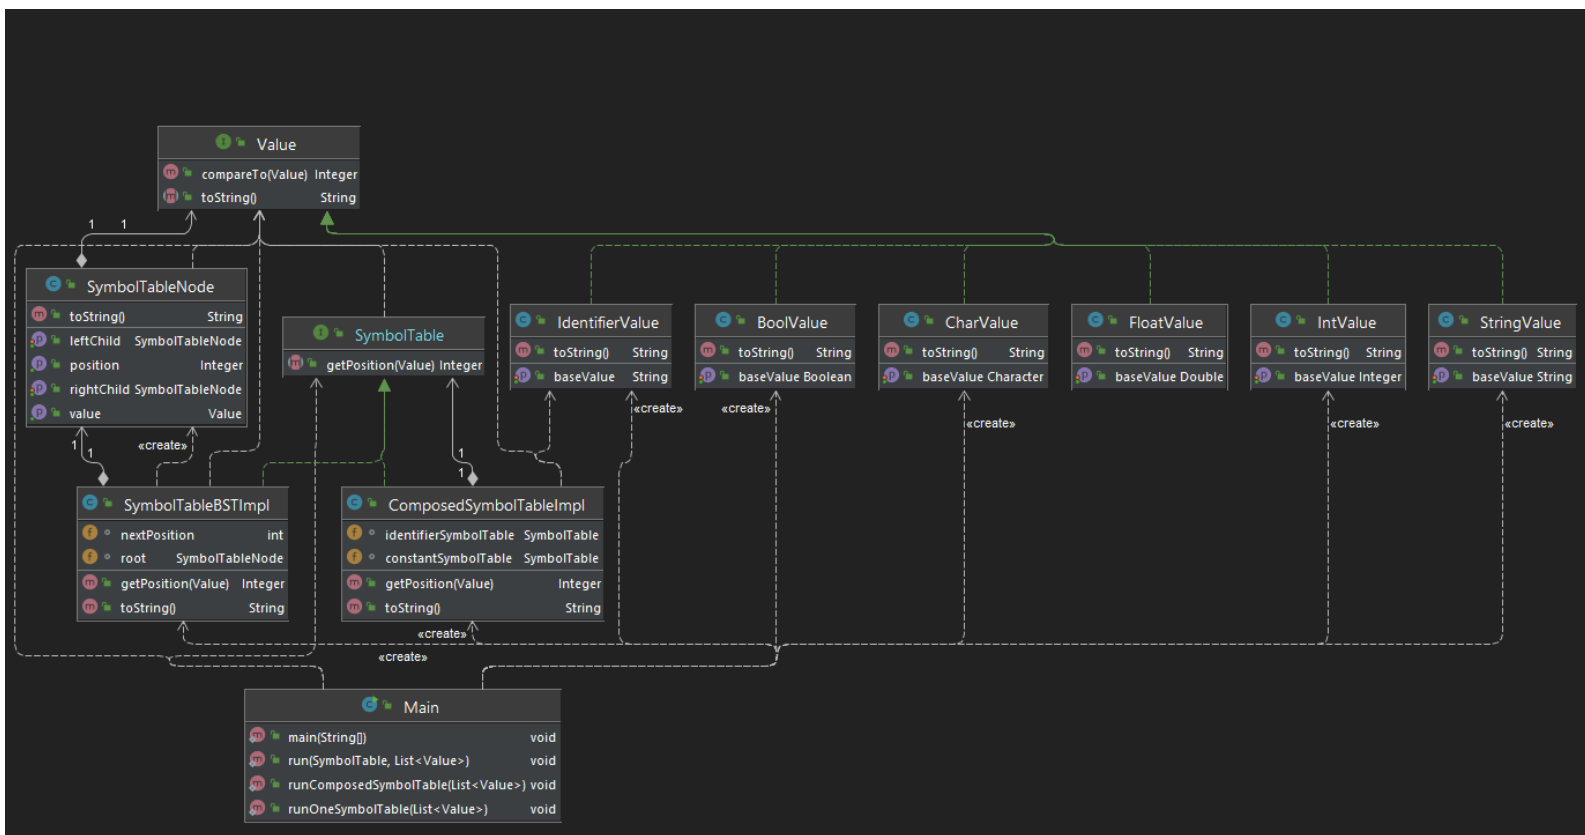 Value
compareTo(Value) Integer
toString() String
1 1
SymbolTableNode
toString() String
leftChild SymbolTableNode
position Integer
rightChild SymbolTableNode
value Value
SymbolTable
getPosition(Value) Integer
IdentifierValue
toString() String
baseValue String
BoolValue
toString() String
baseValue Boolean
CharValue
toString() String
baseValue Character
FloatValue
toString() String
baseValue Double
IntValue
toString() String
baseValue Integer
StringValue
toString() String
baseValue String
«create»
«create»
«create»
«create»
«create»
1 1
«create»
1
1
SymbolTableBSTImpl
nextPosition int
root SymbolTableNode
getPosition(Value) Integer
toString() String
ComposedSymbolTableImpl
identifierSymbolTable SymbolTable
constantSymbolTable SymbolTable
getPosition(Value) Integer
toString() String
«create»
«create»
Main
main(String[]) void
run(SymbolTable, List<Value>) void
runComposedSymbolTable(List<Value>) void
runOneSymbolTable(List<Value>) void